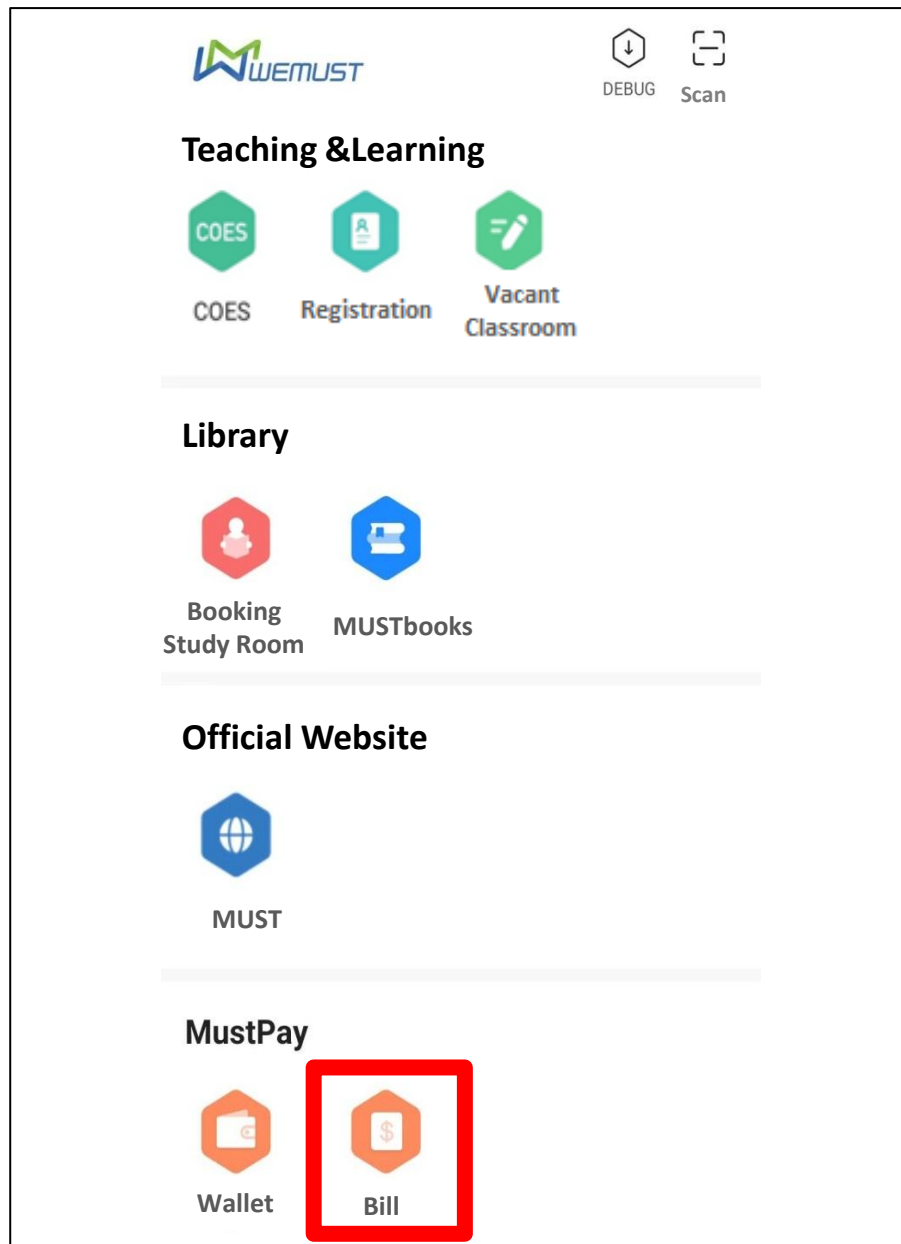 WEMUST
DEBUG
Scan
Teaching &Learning
COES
COES
Registration
Vacant
Classroom
Library
Booking
Study Room
MUSTbooks
Official Website
MUST
MustPay
$
Wallet
Bill